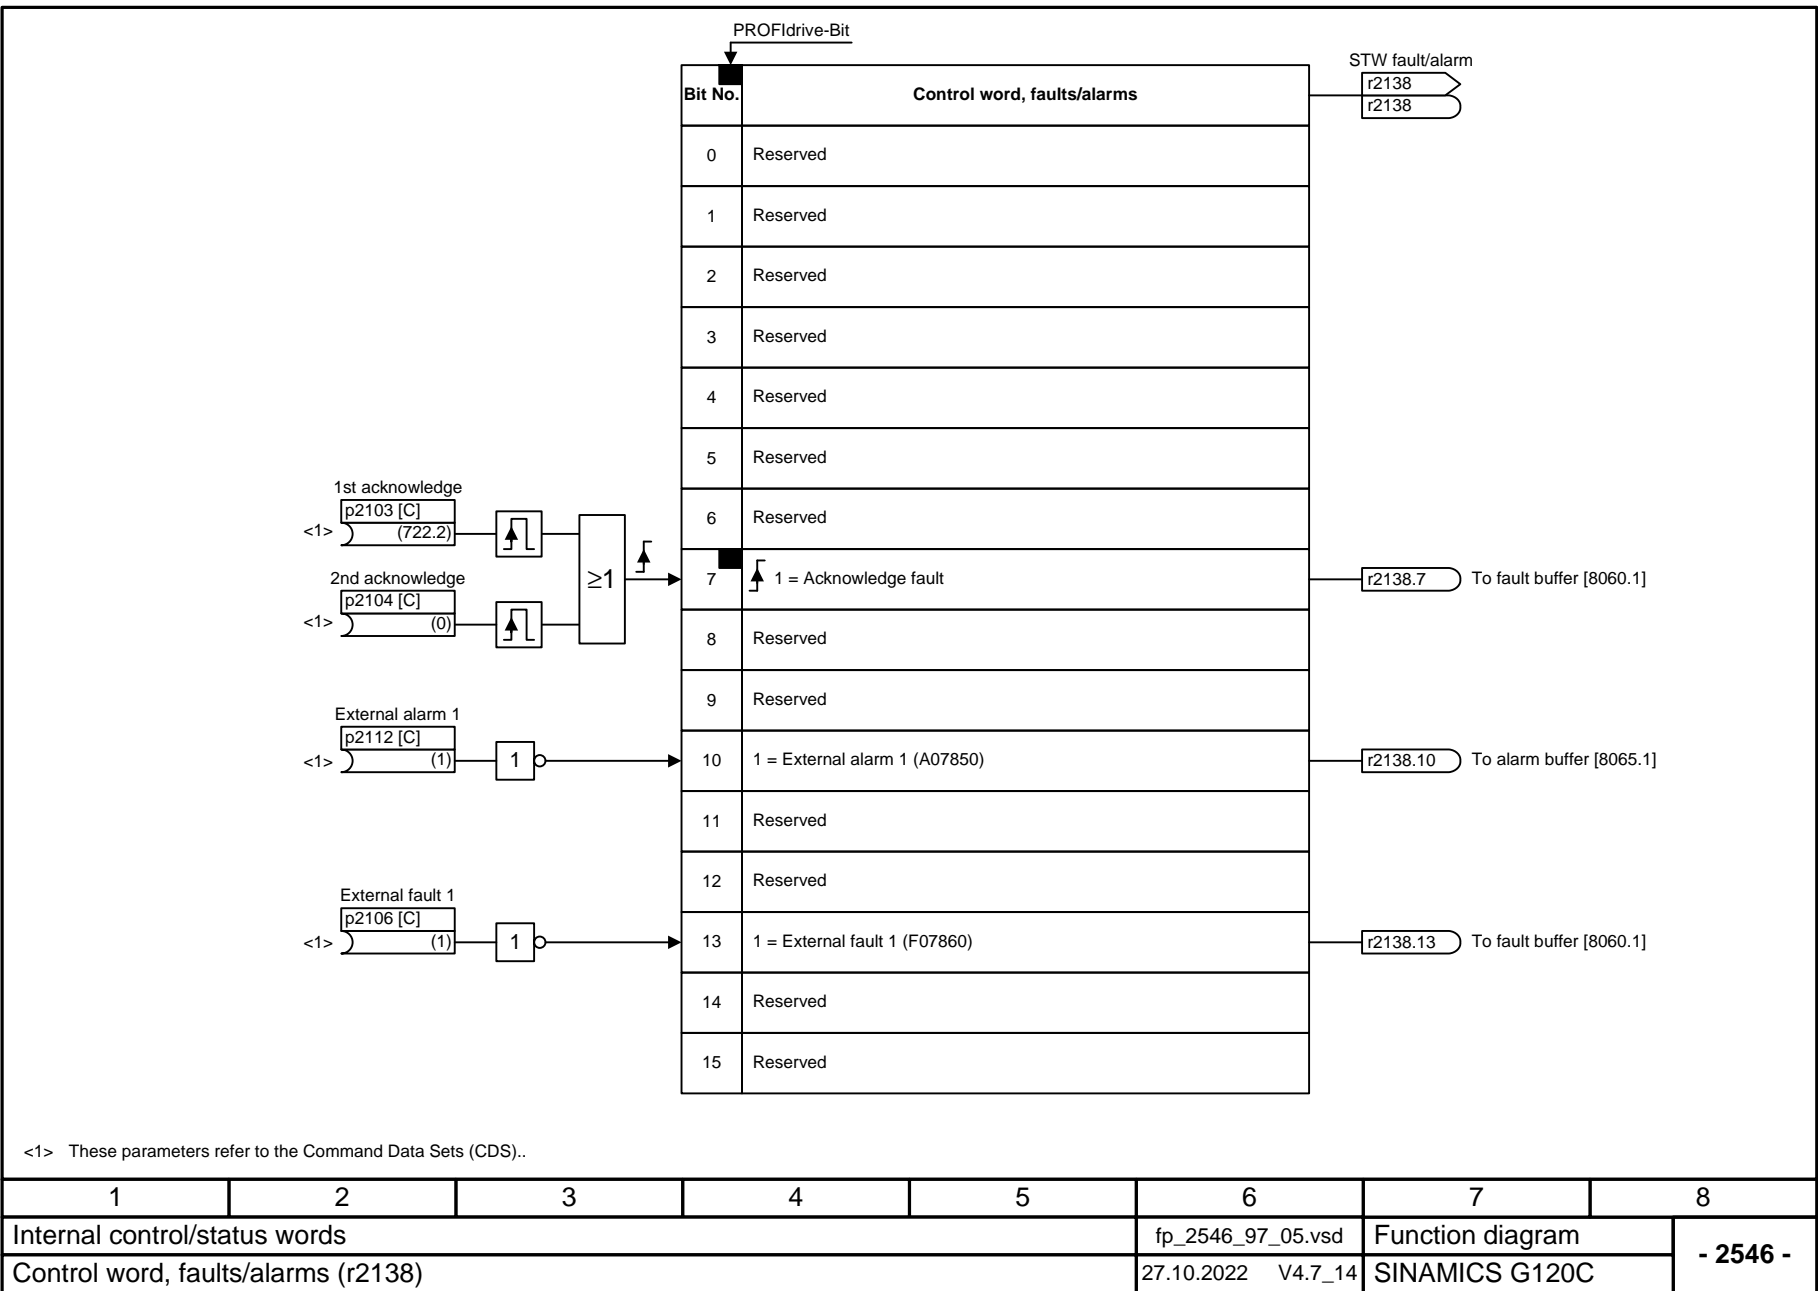 PROFIdrive-Bit
STW fault/alarm
r2138
r2138
Bit No. Control word, faults/alarms
0 Reserved
1 Reserved
2 Reserved
3 Reserved
4 Reserved
5 Reserved
6 Reserved
1st acknowledge
p2103 [C]
<1> (722.2)
2nd acknowledge
p2104 [C]
<1> (0)
≥1
7 1 = Acknowledge fault
r2138.7 To fault buffer [8060.1]
8 Reserved
9 Reserved
External alarm 1
p2112 [C]
<1> (1) 1
10 1 = External alarm 1 (A07850)
r2138.10 To alarm buffer [8065.1]
11 Reserved
12 Reserved
External fault 1
p2106 [C]
<1> (1) 1
13 1 = External fault 1 (F07860)
r2138.13 To fault buffer [8060.1]
14 Reserved
15 Reserved
<1> These parameters refer to the Command Data Sets (CDS)..
1 2 3 4 5 6 7 8
Internal control/status words fp_2546_97_05.vsd Function diagram
- 2546 -
Control word, faults/alarms (r2138) 27.10.2022 V4.7_14 SINAMICS G120C